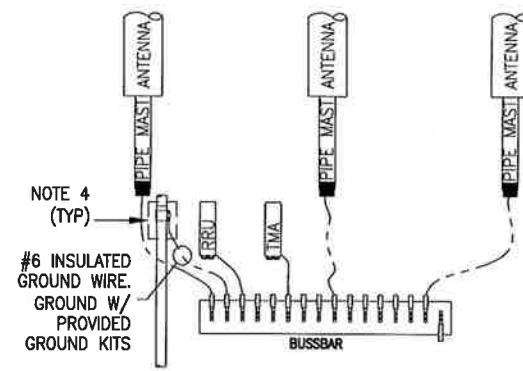 ANTENNA
ANTENNA
ANTENNA
PIPE MAST
PIPE MAST
PIPE MAST
NOTE 4
(TYP)
RRU
TMA
#6 INSULATED
GROUND WIRE.
GROUND W/
PROVIDED
GROUND KITS
BUSSBAR